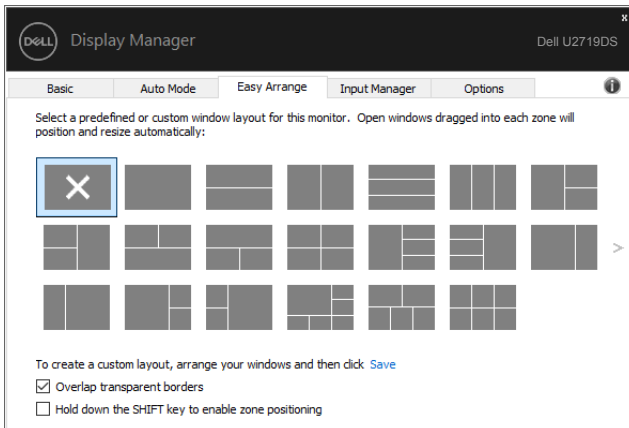 x
DELL Display Manager Dell U2719DS
Basic Auto Mode Easy Arrange Input Manager Options i
Select a predefined or custom window layout for this monitor. Open windows dragged into each zone will
position and resize automatically:
>
To create a custom layout, arrange your windows and then click Save
Overlap transparent borders
Hold down the SHIFT key to enable zone positioning